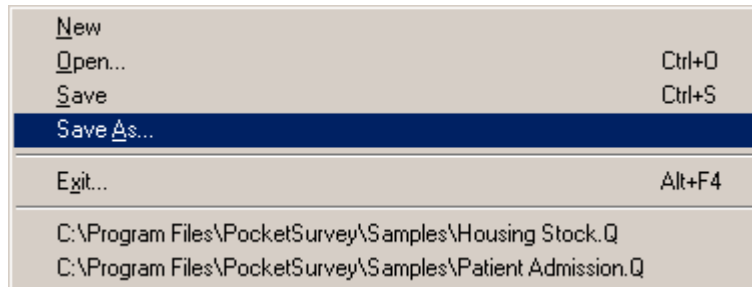 New
Open... Ctrl+O
Save Ctrl+S
Save As...
Exit... Alt+F4
C:\Program Files\PocketSurvey\Samples\Housing Stock.Q
C:\Program Files\PocketSurvey\Samples\Patient Admission.Q